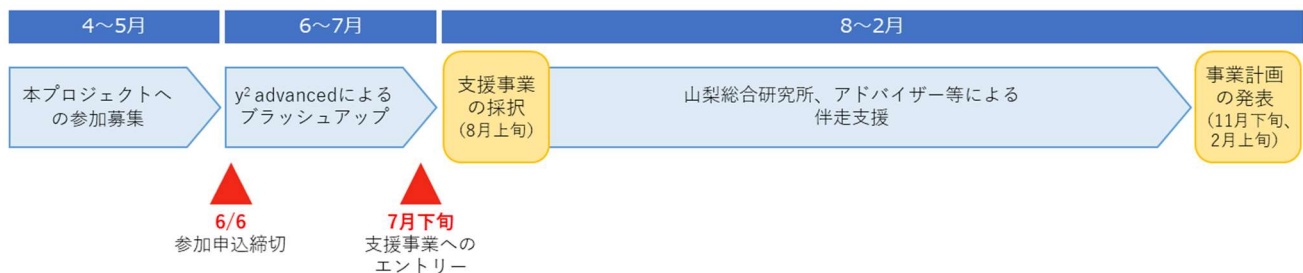 4～5月
6～7月
8～2月
本プロジェクトへ
の参加募集
y² advancedによる
ブラッシュアップ
支援事業
の採択
(8月上旬)
山梨総合研究所、アドバイザー等による
伴走支援
事業計画
の発表
(11月下旬、
2月上旬)
6/6
参加申込締切
7月下旬
支援事業への
エントリー